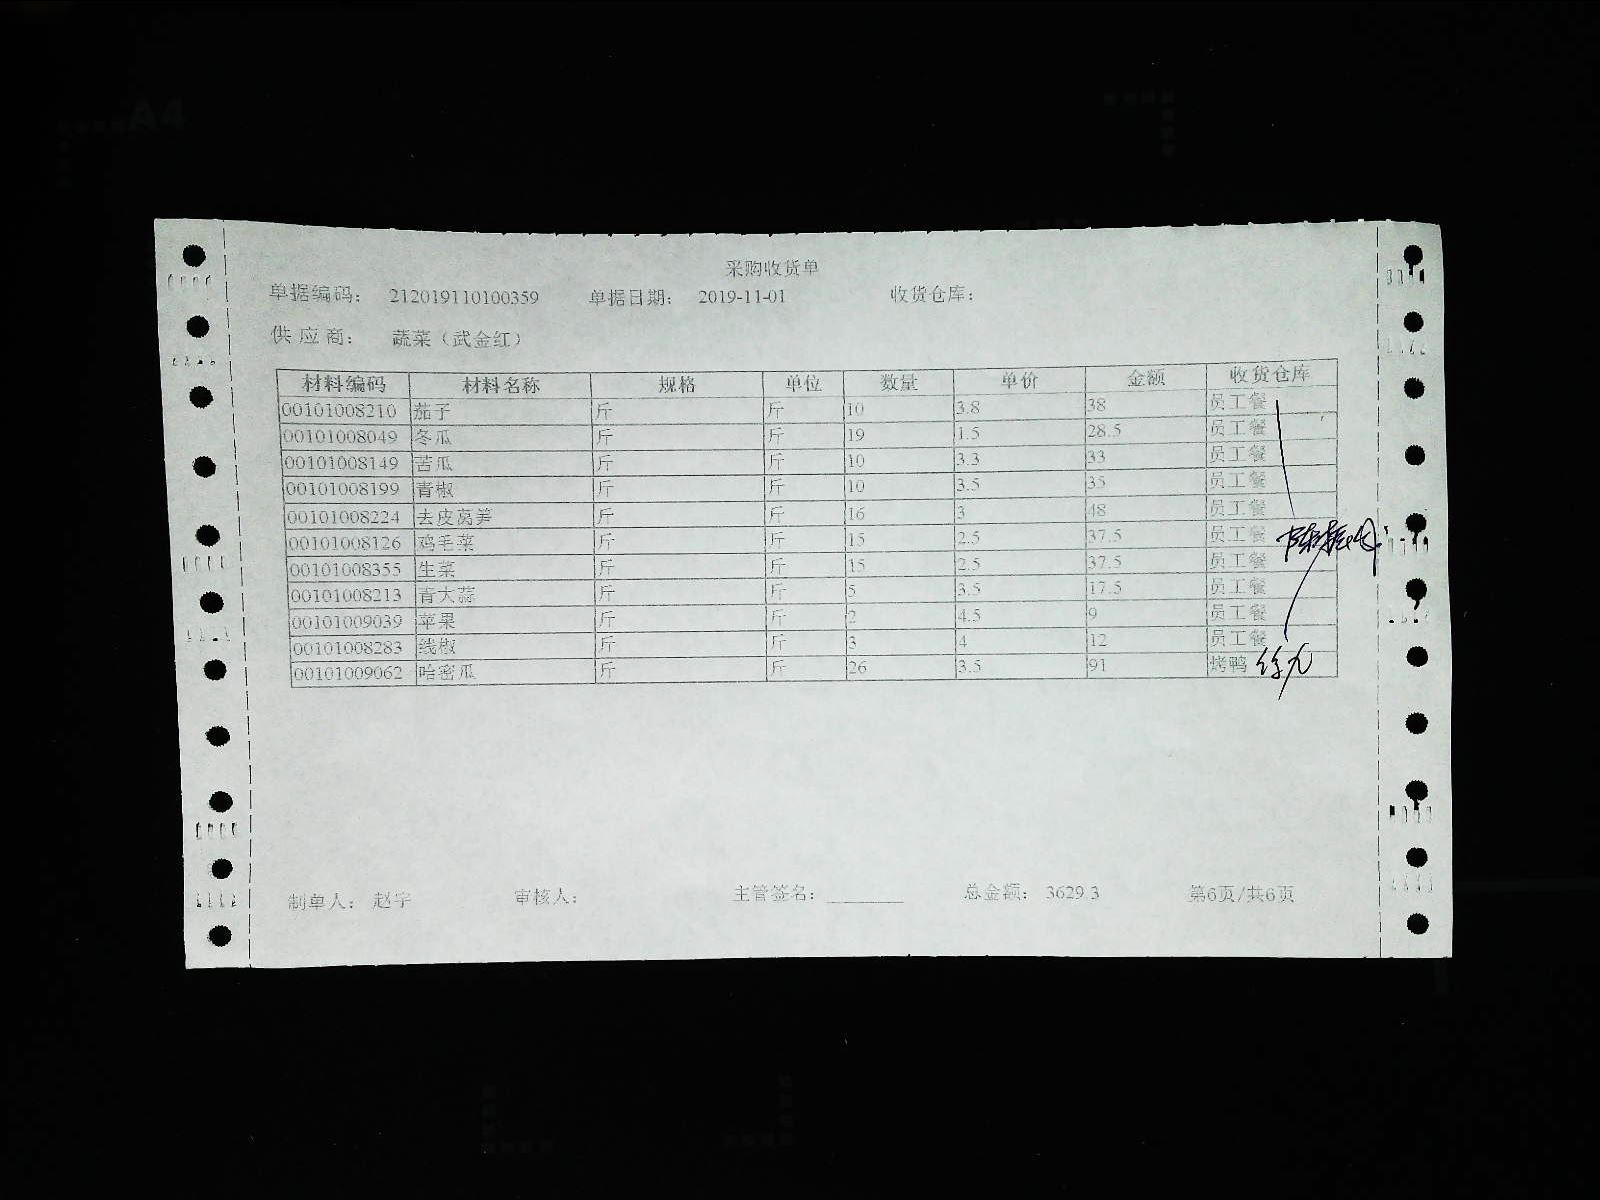 A4
采购收货单
单据编码： 212019110100359 单据日期： 2019-11-01 收货仓库：
供 应 商： 蔬菜（武金红）
材料编码 材料名称 规格 单位 数量 单价 金额 收货仓库
00101008210 茄子 斤 斤 10 3.8 38 员工餐
00101008049 冬瓜 斤 斤 19 1.5 28.5 员工餐
00101008149 苦瓜 斤 斤 10 3.3 33 员工餐
00101008199 青椒 斤 斤 10 3.5 35 员工餐
00101008224 去皮莴笋 斤 斤 16 3 48 员工餐
00101008126 鸡毛菜 斤 斤 15 2.5 37.5 员工餐
00101008355 生菜 斤 斤 15 2.5 37.5 员工餐
00101008213 青大蒜 斤 斤 5 3.5 17.5 员工餐
00101009039 苹果 斤 斤 2 4.5 9 员工餐
00101008283 线椒 斤 斤 3 4 12 员工餐
00101009062 哈密瓜 斤 斤 26 3.5 91 烤鸭
制单人： 赵宇 审核人： 主管签名： 总金额： 3629.3 第6页/共6页